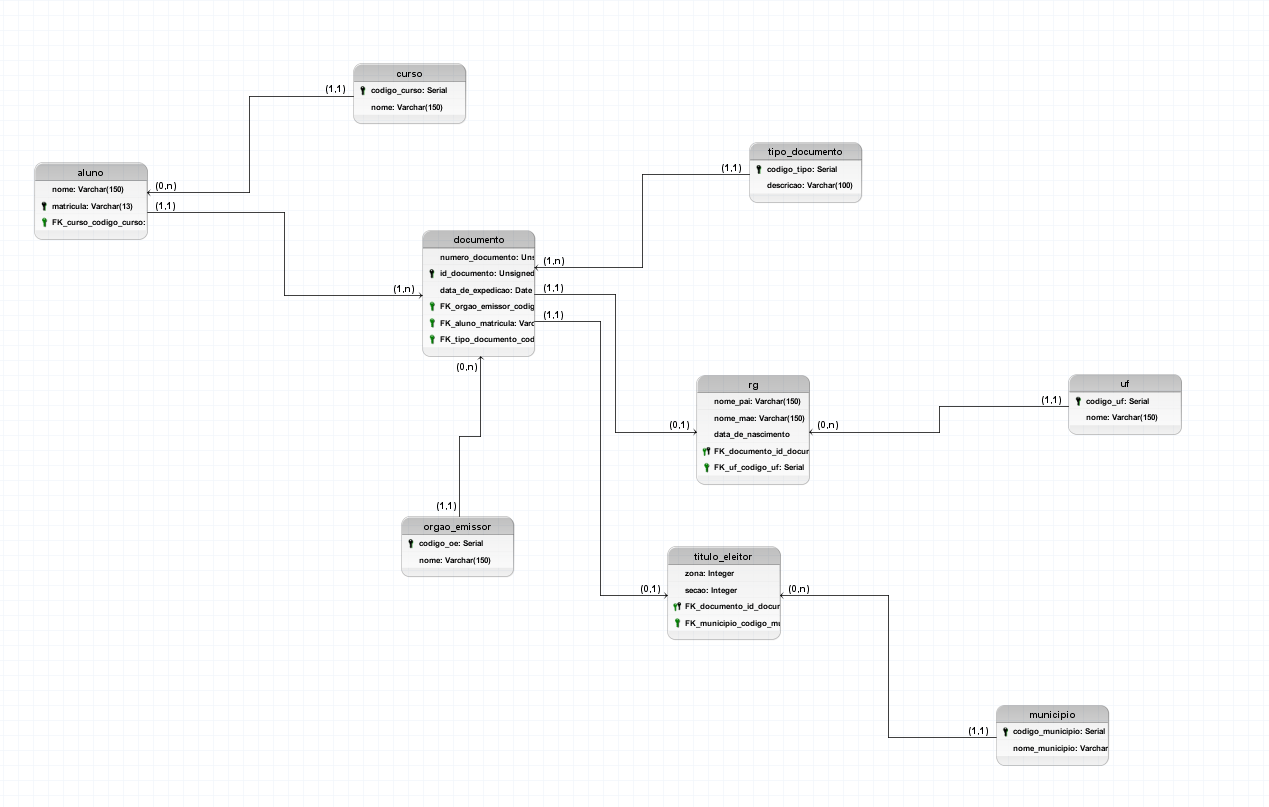 curso
codigo_curso: Serial
nome: Varchar(150)
(1,1)
aluno
nome: Varchar(150)
matricula: Varchar(13)
FK_curso_codigo_curso:
(0,n)
(1,1)
tipo_documento
codigo_tipo: Serial
descricao: Varchar(100)
(1,1)
documento
numero_documento: Uns
id_documento: Unsigned
data_de_expedicao: Date
FK_orgao_emissor_codig
FK_aluno_matricula: Varc
FK_tipo_documento_cod
(1,n)
(1,n)
(1,1)
(1,1)
(0,n)
rg
nome_pai: Varchar(150)
nome_mae: Varchar(150)
data_de_nascimento
FK_documento_id_docum
FK_uf_codigo_uf: Serial
(0,1)
(0,n)
uf
codigo_uf: Serial
nome: Varchar(150)
(1,1)
(1,1)
orgao_emissor
codigo_oe: Serial
nome: Varchar(150)
titulo_eleitor
zona: Integer
secao: Integer
FK_documento_id_docum
FK_municipio_codigo_mu
(0,1)
(0,n)
municipio
codigo_municipio: Serial
nome_municipio: Varchar
(1,1)